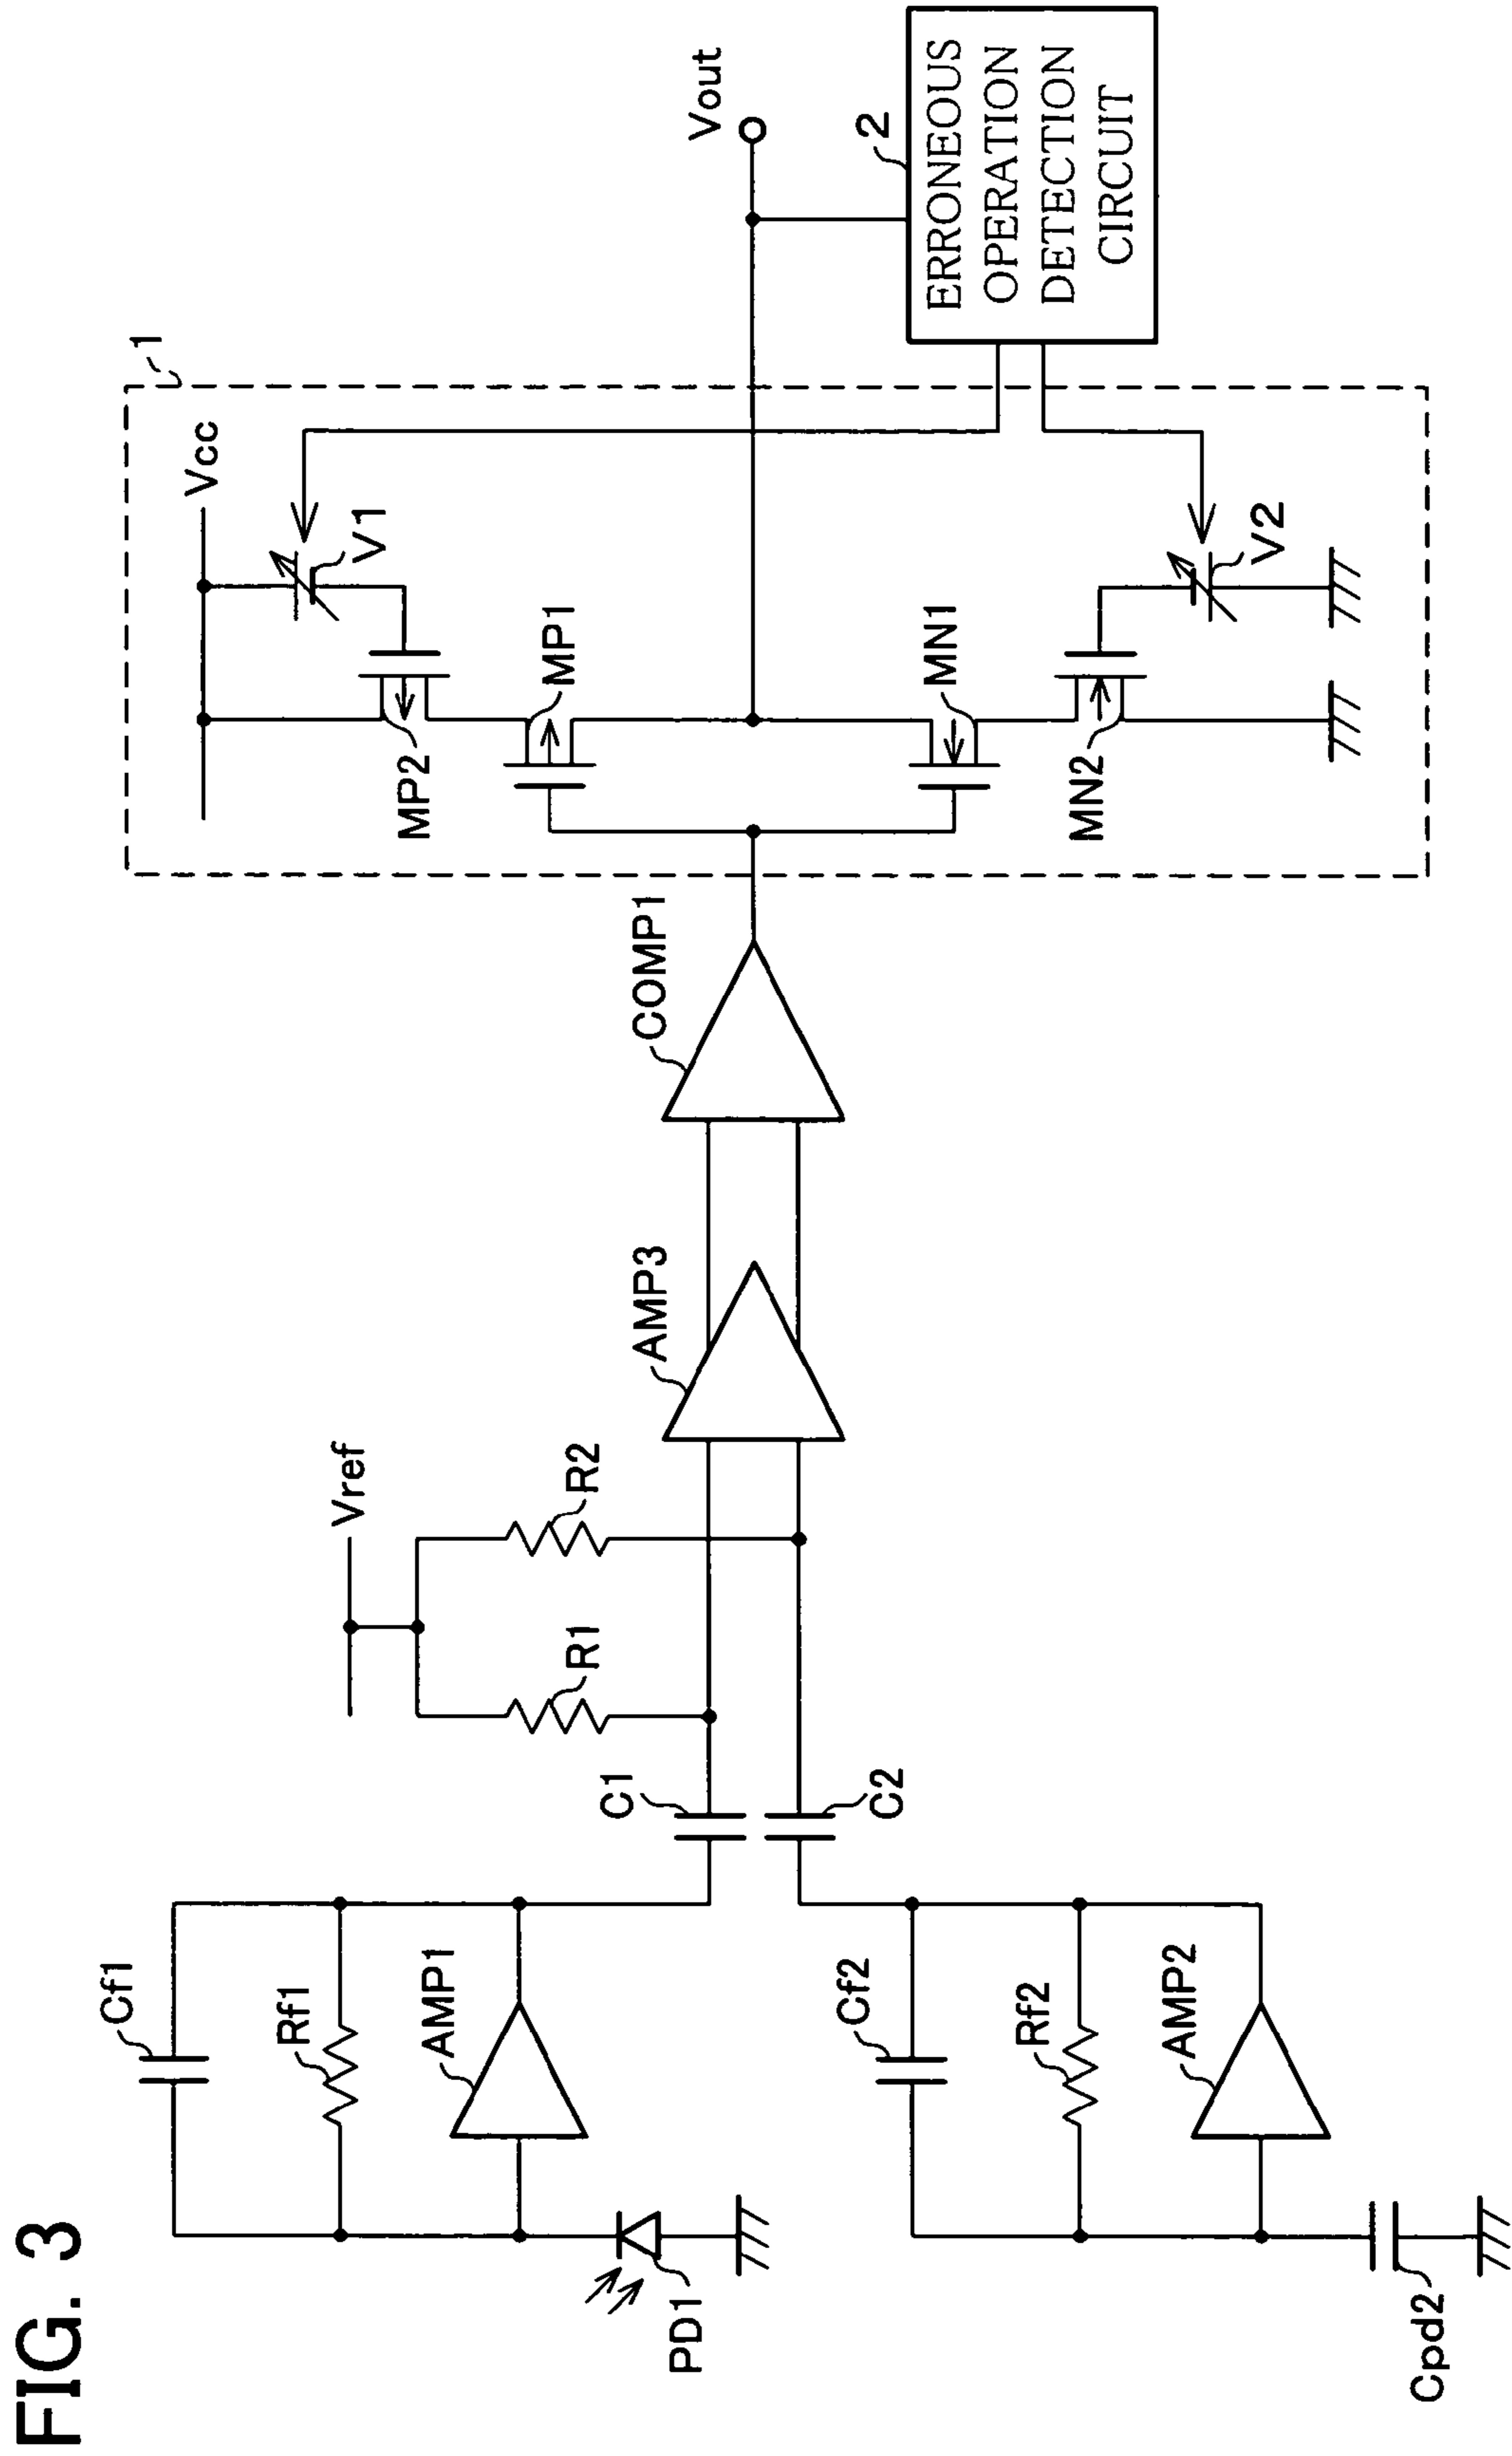 FIG. 3
Cf1
Rf1
AMP1
PD1
Cf2
Rf2
AMP2
Cpd2
C1
C2
Vref
R1
R2
AMP3
COMP1
1
Vcc
V1
MP2
MP1
MN1
MN2
V2
Vout
2
ERRONEOUS
OPERATION
DETECTION
CIRCUIT